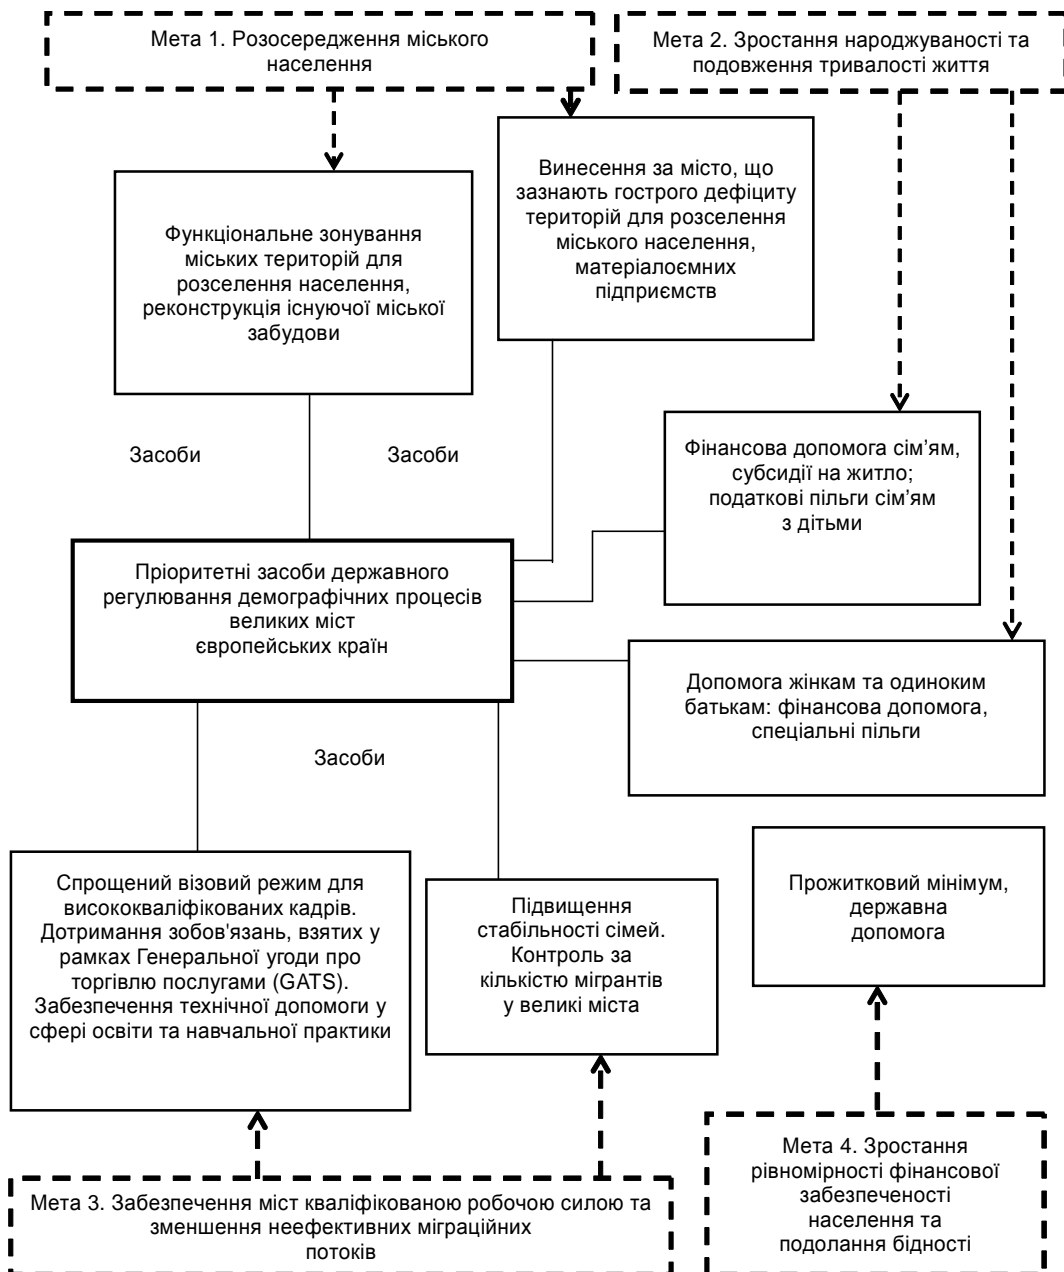 Мета 1. Розосередження міського
населення
Мета 2. Зростання народжуваності та
подовження тривалості життя
Функціональне зонування
міських територій для
розселення населення,
реконструкція існуючої міської
забудови
Винесення за місто, що
зазнають гострого дефіциту
територій для розселення
міського населення,
матеріалоємних
підприємств
Засоби
Засоби
Фінансова допомога сім’ям,
субсидії на житло;
податкові пільги сім’ям
з дітьми
Пріоритетні засоби державного
регулювання демографічних процесів
великих міст
європейських країн
Допомога жінкам та одиноким
батькам: фінансова допомога,
спеціальні пільги
Засоби
Спрощений візовий режим для
висококваліфікованих кадрів.
Дотримання зобов'язань, взятих у
рамках Генеральної угоди про
торгівлю послугами (GATS).
Забезпечення технічної допомоги у
сфері освіти та навчальної практики
Підвищення
стабільності сімей.
Контроль за
кількістю мігрантів
у великі міста
Прожитковий мінімум,
державна
допомога
Мета 3. Забезпечення міст кваліфікованою робочою силою та
зменшення неефективних міграційних
потоків
Мета 4. Зростання
рівномірності фінансової
забезпеченості
населення та
подолання бідності